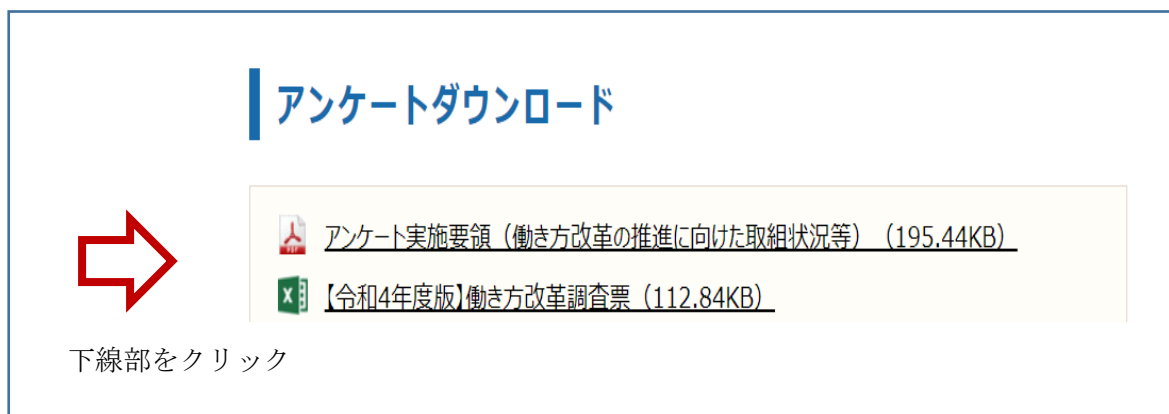 アンケートダウンロード
アンケート実施要領（働き方改革の推進に向けた取組状況等）（195.44KB）
【令和4年度版】働き方改革調査票（112.84KB）
下線部をクリック